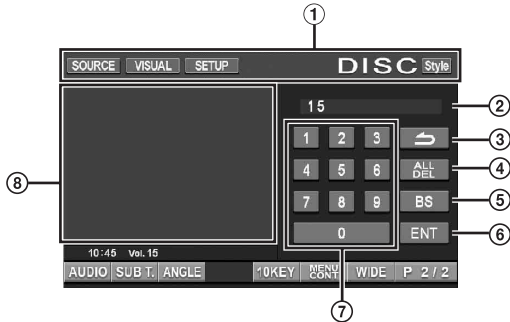 1
SOURCE VISUAL SETUP DISC Style
15 2
1 2 3 3
4 5 6 ALL DEL 4
8
7 8 9 BS 5
0 ENT 6
10:45 Vol. 15
AUDIO SUB T. ANGLE 10KEY MENU CONT WIDE P 2/2
7